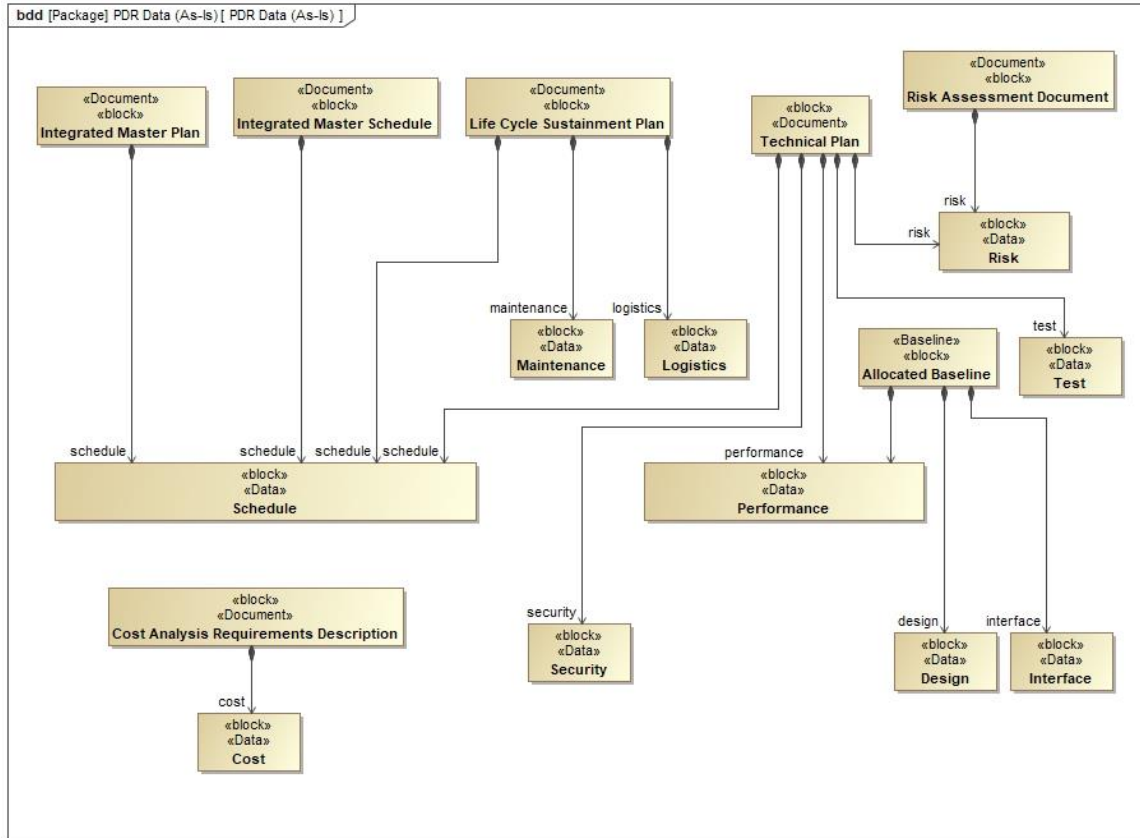 bdd [Package] PDR Data (As-Is) [ PDR Data (As-Is) ]
«Document»
«block»
Integrated Master Plan
«Document»
«block»
Integrated Master Schedule
«Document»
«block»
Life Cycle Sustainment Plan
«block»
«Document»
Technical Plan
«Document»
«block»
Risk Assessment Document
risk
risk
«block»
«Data»
Risk
maintenance
logistics
«block»
«Data»
Maintenance
«block»
«Data»
Logistics
«Baseline»
«block»
Allocated Baseline
test
«block»
«Data»
Test
schedule
schedule
schedule
schedule
«block»
«Data»
Schedule
performance
«block»
«Data»
Performance
«block»
«Document»
Cost Analysis Requirements Description
security
«block»
«Data»
Security
design
interface
«block»
«Data»
Design
«block»
«Data»
Interface
cost
«block»
«Data»
Cost